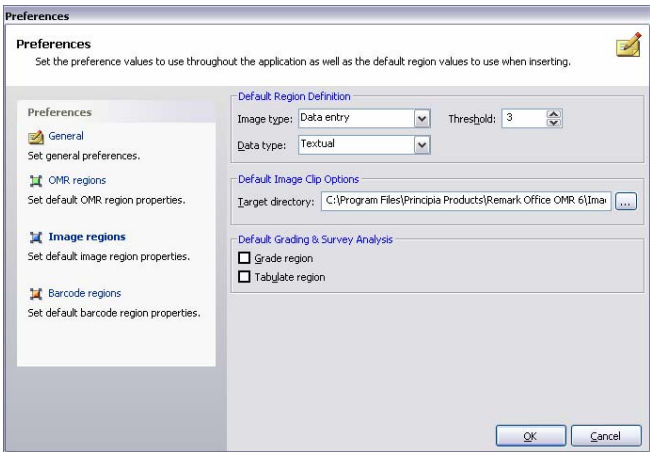 Preferences
Preferences
Set the preference values to use throughout the application as well as the default region values to use when inserting.
Preferences
General
Set general preferences.
OMR regions
Set default OMR region properties.
Image regions
Set default image region properties.
Barcode regions
Set default barcode region properties.
Default Region Definition
Image type: Data entry Threshold: 3
Data type: Textual
Default Image Clip Options
Target directory: C:\Program Files\Principia Products\Remark Office OMR 6\Imag ...
Default Grading & Survey Analysis
Grade region
Tabulate region
OK Cancel